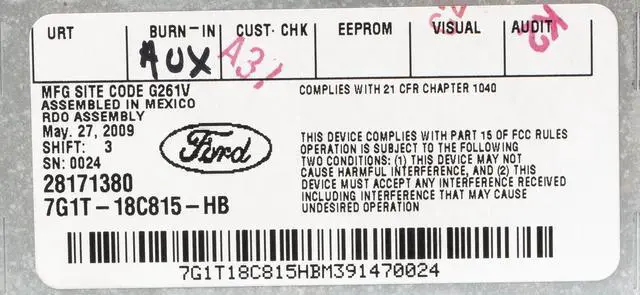 URT BURN-IN CUST. CHK EEPROM VISUAL AUDIT
AUX A31
MFG SITE CODE G261V
ASSEMBLED IN MEXICO
RDO ASSEMBLY
May. 27, 2009
SHIFT: 3
SN: 0024
28171380
7G1T-18C815-HB
Ford
COMPLIES WITH 21 CFR CHAPTER 1040
THIS DEVICE COMPLIES WITH PART 15 OF FCC RULES
OPERATION IS SUBJECT TO THE FOLLOWING
TWO CONDITIONS: (1) THIS DEVICE MAY NOT
CAUSE HARMFUL INTERFERENCE, AND (2) THIS
DEVICE MUST ACCEPT ANY INTERFERENCE RECEIVED
INCLUDING INTERFERENCE THAT MAY CAUSE
UNDESIRED OPERATION
7G1T18C815HBM391470024